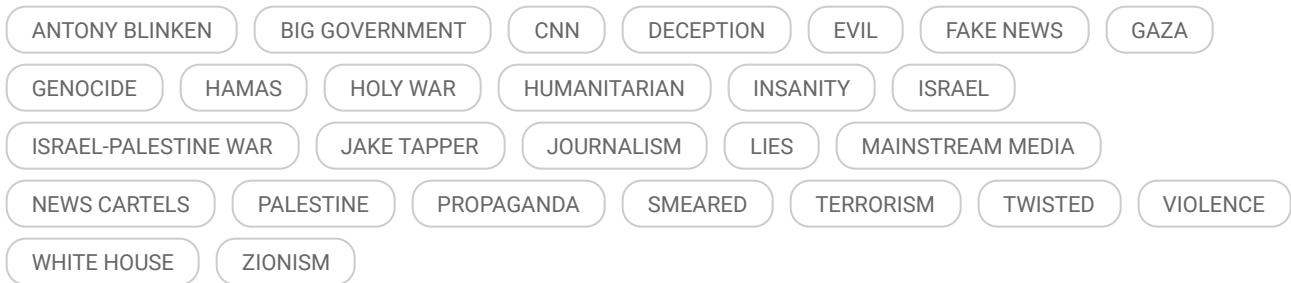 ANTONY BLINKEN BIG GOVERNMENT CNN DECEPTION EVIL FAKE NEWS GAZA
GENOCIDE HAMAS HOLY WAR HUMANITARIAN INSANITY ISRAEL
ISRAEL-PALESTINE WAR JAKE TAPPER JOURNALISM LIES MAINSTREAM MEDIA
NEWS CARTELS PALESTINE PROPAGANDA SMEARED TERRORISM TWISTED VIOLENCE
WHITE HOUSE ZIONISM